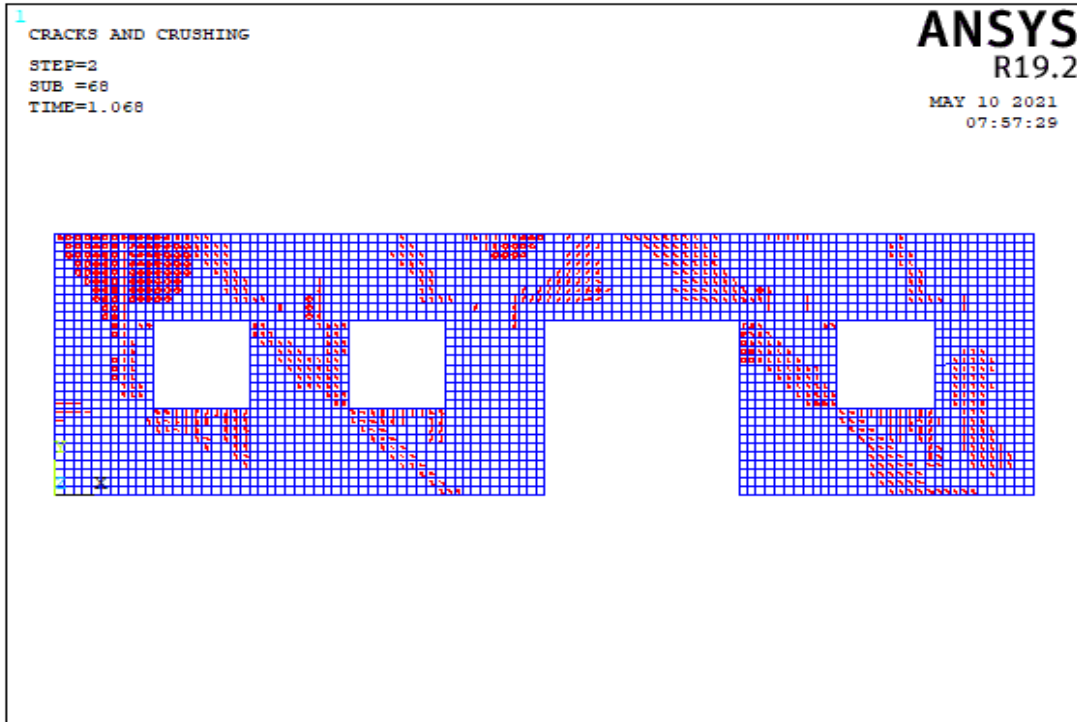 1
CRACKS AND CRUSHING
STEP=2
SUB =68
TIME=1.068
ANSYS
R19.2
MAY 10 2021
07:57:29
Y
Z X